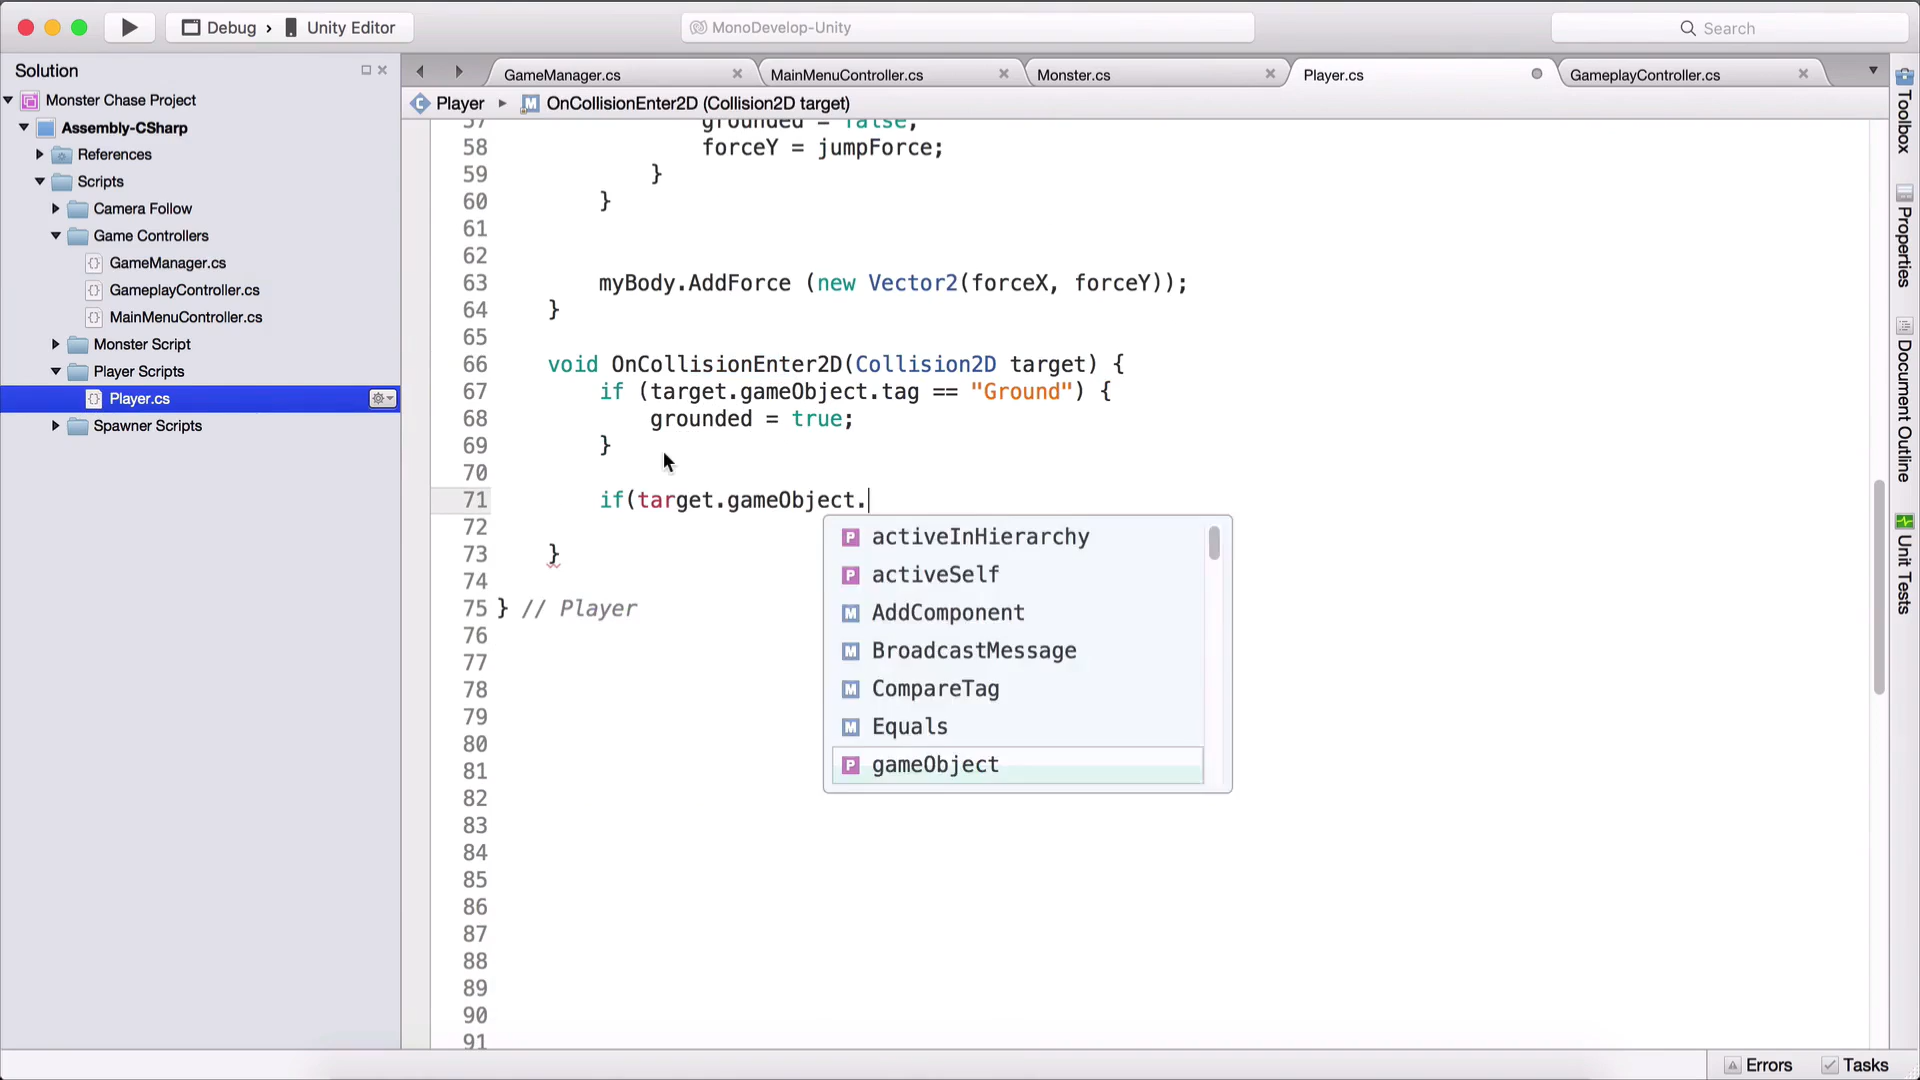 Debug › Unity Editor
MonoDevelop-Unity
Search
Solution
Monster Chase Project
Assembly-CSharp
References
Scripts
Camera Follow
Game Controllers
GameManager.cs
GameplayController.cs
MainMenuController.cs
Monster Script
Player Scripts
Player.cs
Spawner Scripts
GameManager.cs
MainMenuController.cs
Monster.cs
Player.cs
GameplayController.cs
Player ▸ OnCollisionEnter2D (Collision2D target)
57 grounded = false;
58 forceY = jumpForce;
59 }
60 }
61
62
63 myBody.AddForce (new Vector2(forceX, forceY));
64 }
65
66 void OnCollisionEnter2D(Collision2D target) {
67 if (target.gameObject.tag == "Ground") {
68 grounded = true;
69 }
70
71 if(target.gameObject.
72
73 }
74
75 } // Player
76
77
78
79
80
81
82
83
84
85
86
87
88
89
90
91
P activeInHierarchy
P activeSelf
M AddComponent
M BroadcastMessage
M CompareTag
M Equals
P gameObject
Toolbox
Properties
Document Outline
Unit Tests
Errors
Tasks